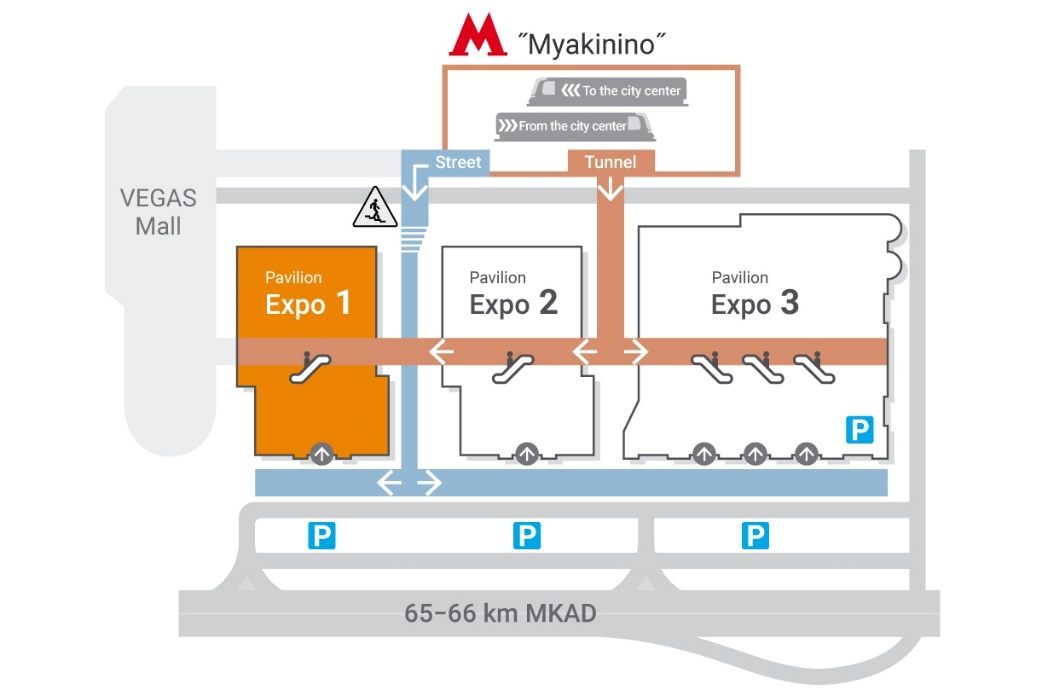 M ˝Myakinino˝
««« To the city center
»»» From the city center
Street
Tunnel
VEGAS
Mall
Pavilion
Expo 1
Pavilion
Expo 2
Pavilion
Expo 3
P
P
P
P
65-66 km MKAD